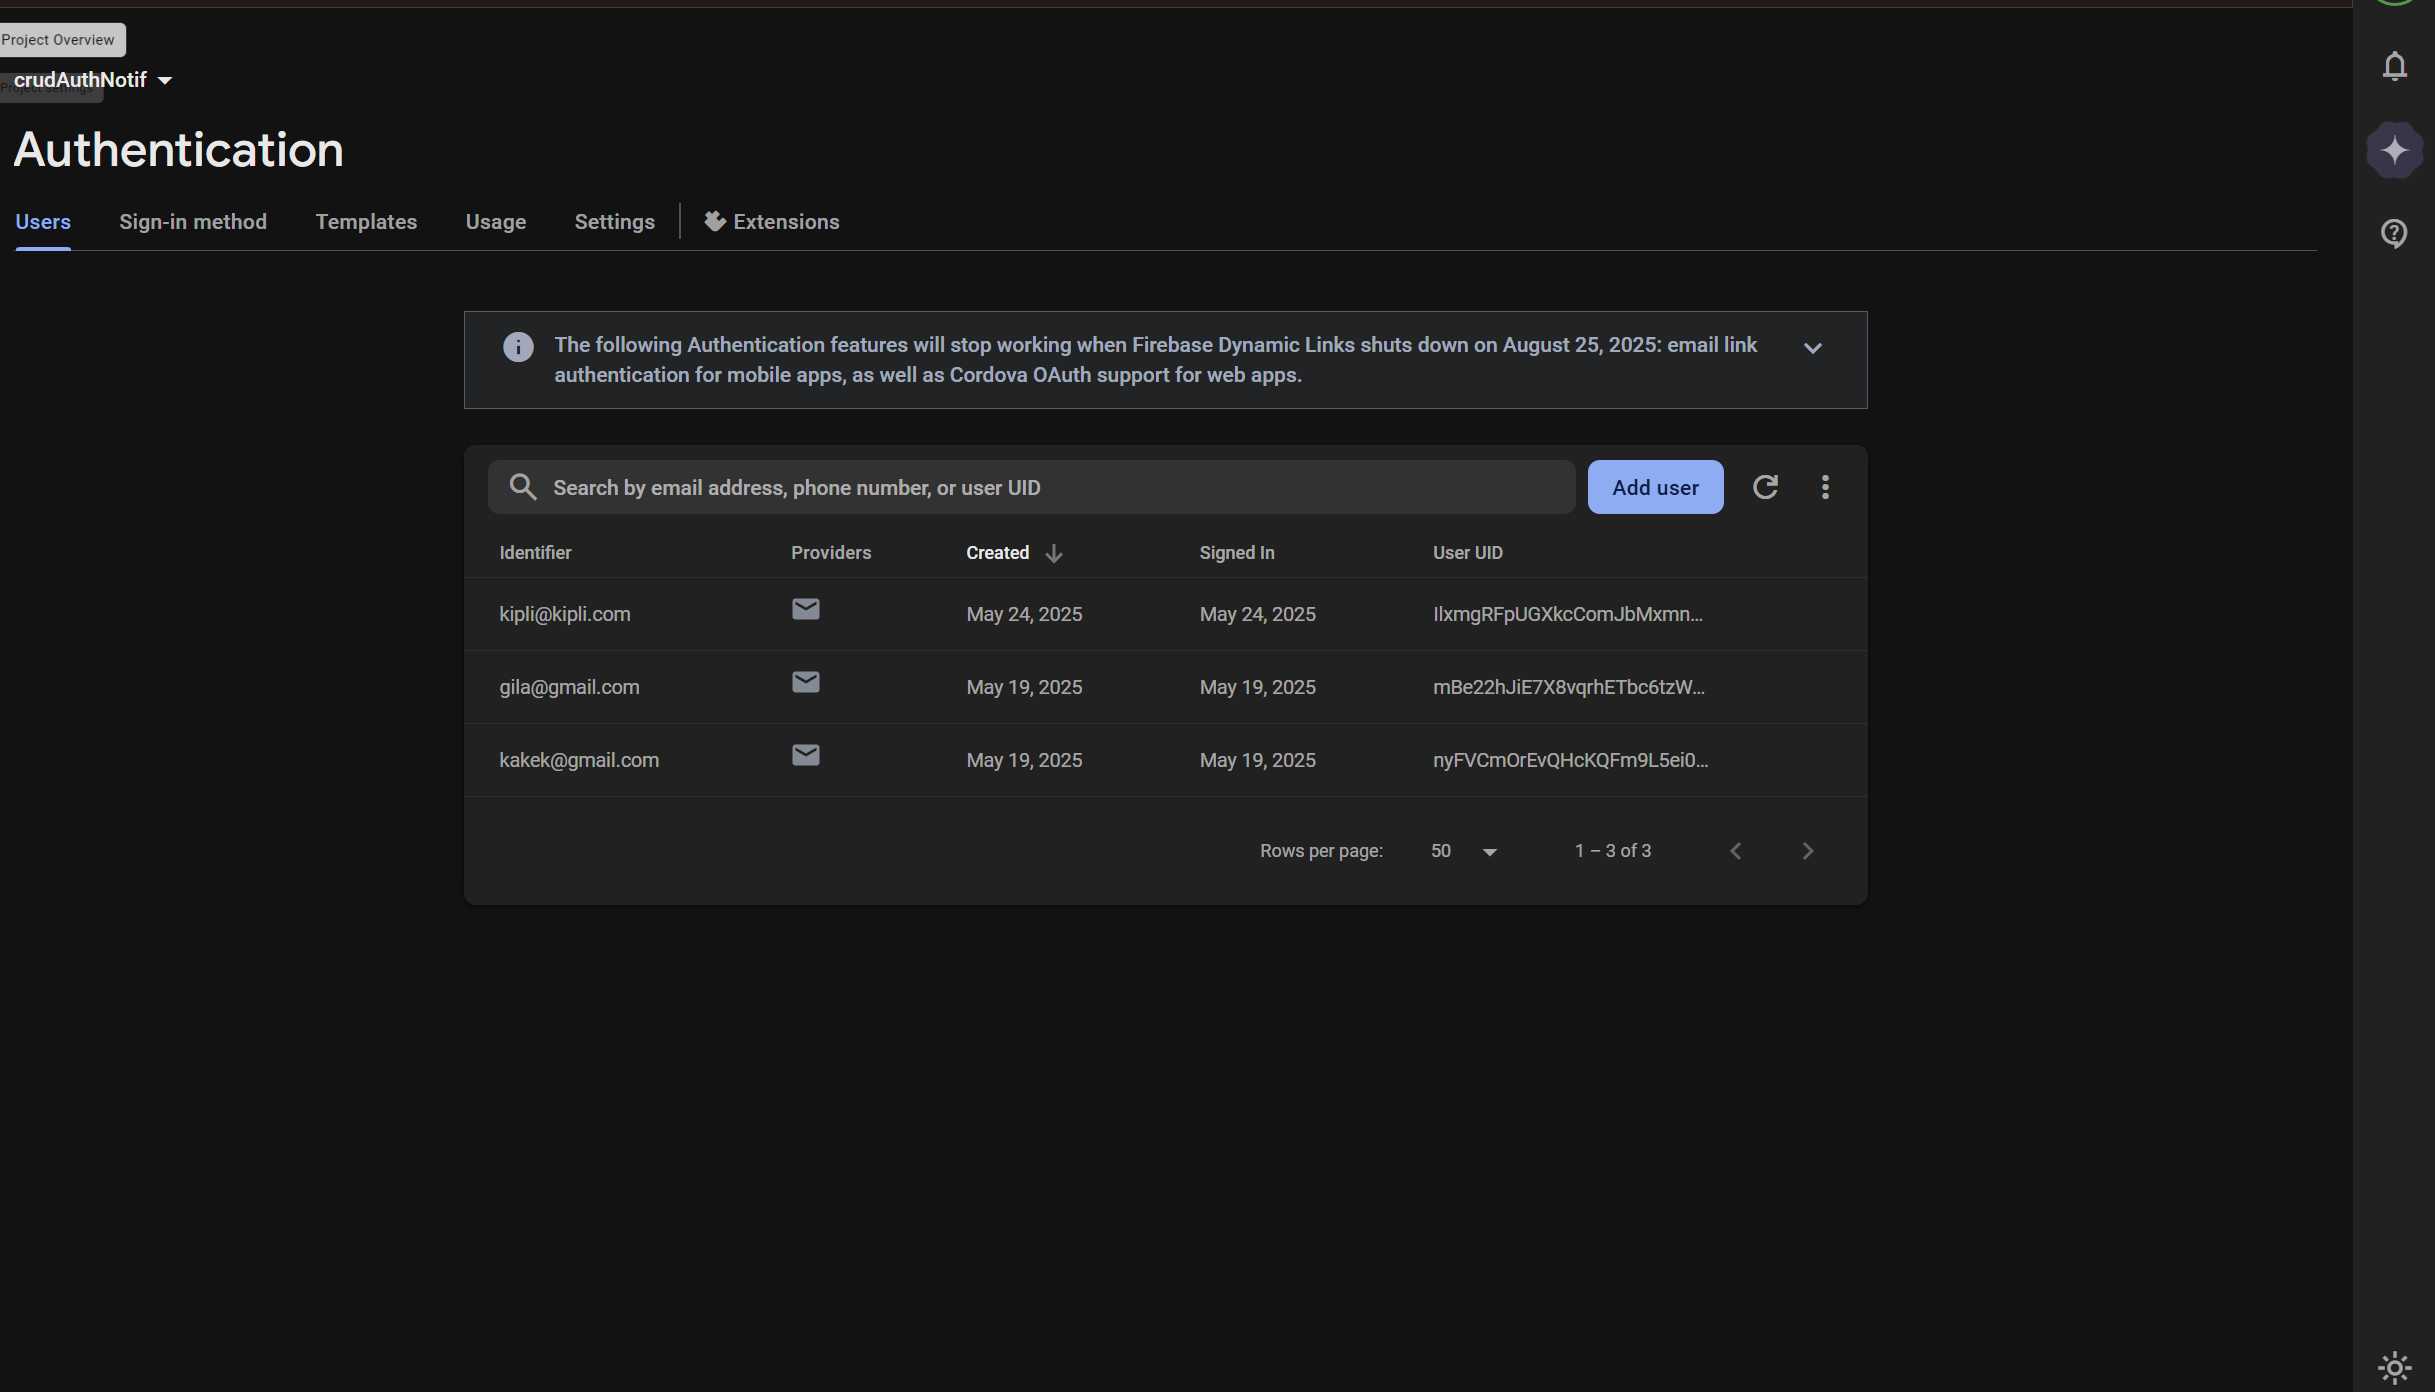 Project Overview
crudAuthNotif
Project settings
Authentication
Users Sign-in method Templates Usage Settings Extensions
The following Authentication features will stop working when Firebase Dynamic Links shuts down on August 25, 2025: email link
authentication for mobile apps, as well as Cordova OAuth support for web apps.
Search by email address, phone number, or user UID Add user
Identifier Providers Created Signed In User UID
kipli@kipli.com May 24, 2025 May 24, 2025 IlxmgRFpUGXkcComJbMxmn...
gila@gmail.com May 19, 2025 May 19, 2025 mBe22hJiE7X8vqrhETbc6tzW...
kakek@gmail.com May 19, 2025 May 19, 2025 nyFVCmOrEvQHcKQFm9L5ei0...
Rows per page: 50 1 – 3 of 3